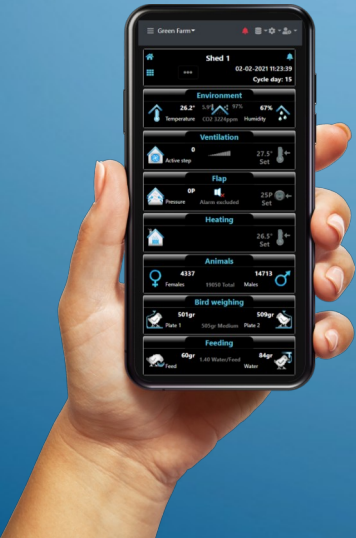 Green Farm
Shed 1
02-02-2021 11:23:39
Cycle day: 15
Environment
26.2° 5.9° 97% 67%
Temperature CO2 3224ppm Humidity
Ventilation
0
Active step
27.5°
Set
Flap
0P
Pressure Alarm excluded
25P
Set
Heating
26.5°
Set
Animals
4337 14713
Females 19050 Total Males
Bird weighing
501gr 509gr
Plate 1 505gr Medium Plate 2
Feeding
60gr 84gr
Feed 1.40 Water/Feed Water